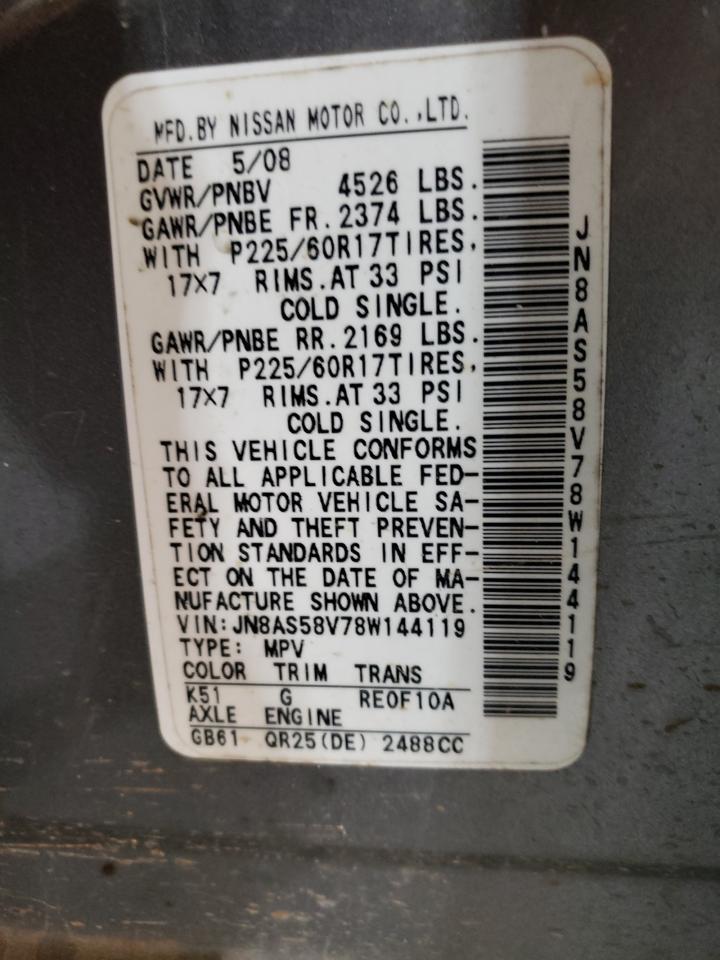 MFD.BY NISSAN MOTOR CO.,LTD.
DATE 5/08
GVWR/PNBV 4526 LBS.
GAWR/PNBE FR.2374 LBS.
WITH P225/60R17TIRES,
17×7 RIMS.AT 33 PSI
COLD SINGLE.
GAWR/PNBE RR.2169 LBS.
WITH P225/60R17TIRES,
17×7 RIMS.AT 33 PSI
COLD SINGLE.
THIS VEHICLE CONFORMS
TO ALL APPLICABLE FED-
ERAL MOTOR VEHICLE SA-
FETY AND THEFT PREVEN-
TION STANDARDS IN EFF-
ECT ON THE DATE OF MA-
NUFACTURE SHOWN ABOVE.
VIN:JN8AS58V78W144119
TYPE: MPV
COLOR TRIM TRANS
K51 G RE0F10A
AXLE ENGINE
GB61 QR25(DE) 2488CC
JN8AS58V78W144119